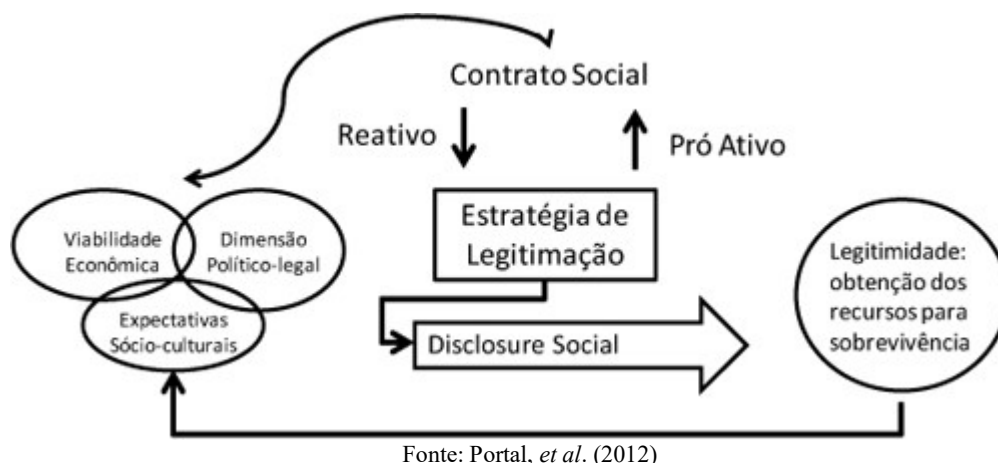 Contrato Social
Reativo
Pró Ativo
Estratégia de
Legitimação
Viabilidade
Econômica
Dimensão
Político-legal
Expectativas
Sócio-culturais
Disclosure Social
Legitimidade:
obtenção dos
recursos para
sobrevivência
Fonte: Portal, et al. (2012)